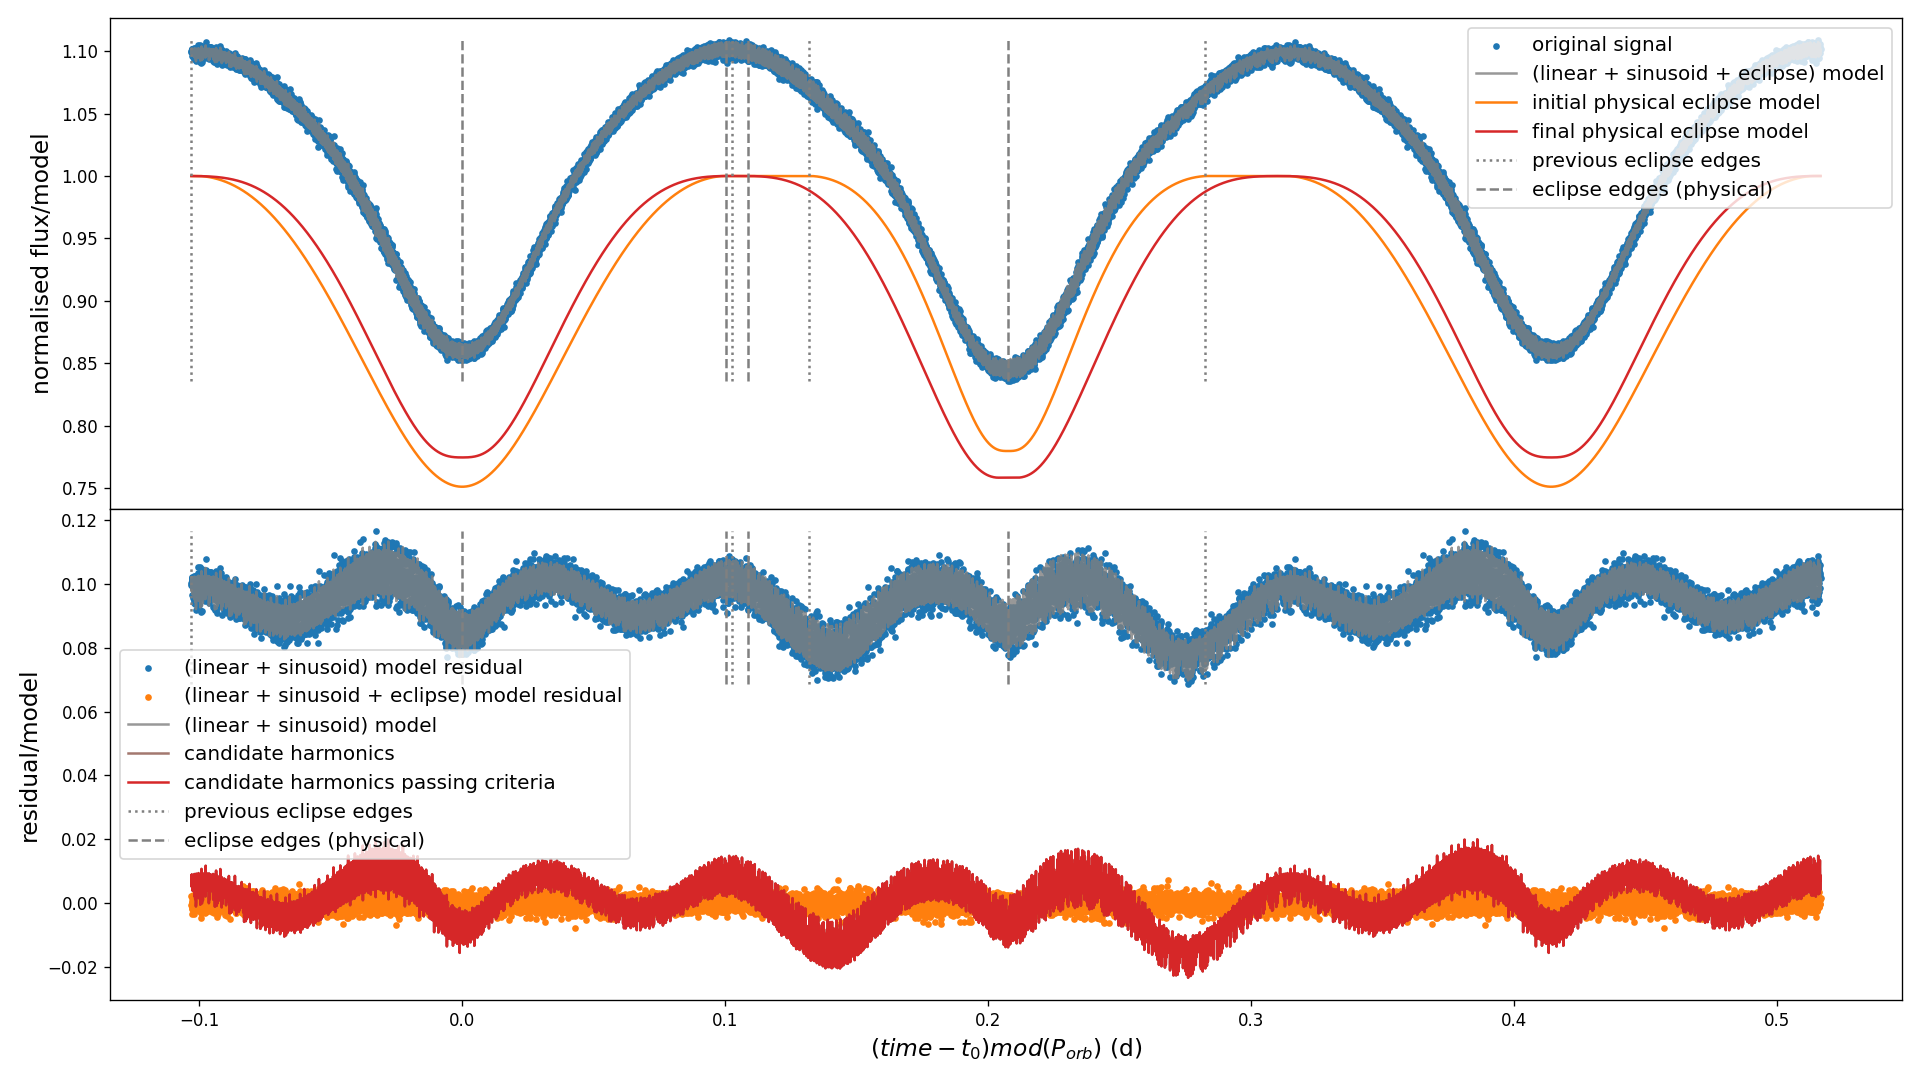 normalised flux/model
1.10
1.05
1.00
0.95
0.90
0.85
0.80
0.75
original signal
(linear + sinusoid + eclipse) model
initial physical eclipse model
final physical eclipse model
previous eclipse edges
eclipse edges (physical)
residual/model
0.12
0.10
0.08
0.06
0.04
0.02
0.00
−0.02
(linear + sinusoid) model residual
(linear + sinusoid + eclipse) model residual
(linear + sinusoid) model
candidate harmonics
candidate harmonics passing criteria
previous eclipse edges
eclipse edges (physical)
−0.1 0.0 0.1 0.2 0.3 0.4 0.5
(time − t₀)mod(P_orb) (d)